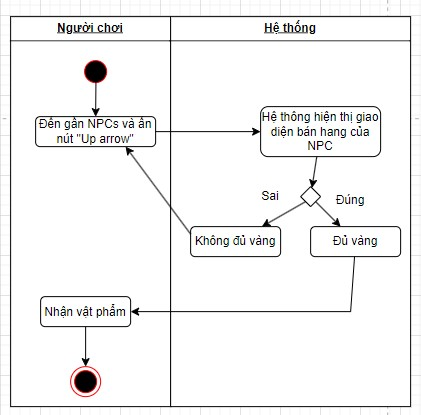 Người chơi
Hệ thống
Đến gần NPCs và ấn
nút "Up arrow"
Hệ thông hiện thị giao
diện bán hang của
NPC
Sai
Đúng
Không đủ vàng
Đủ vàng
Nhận vật phẩm